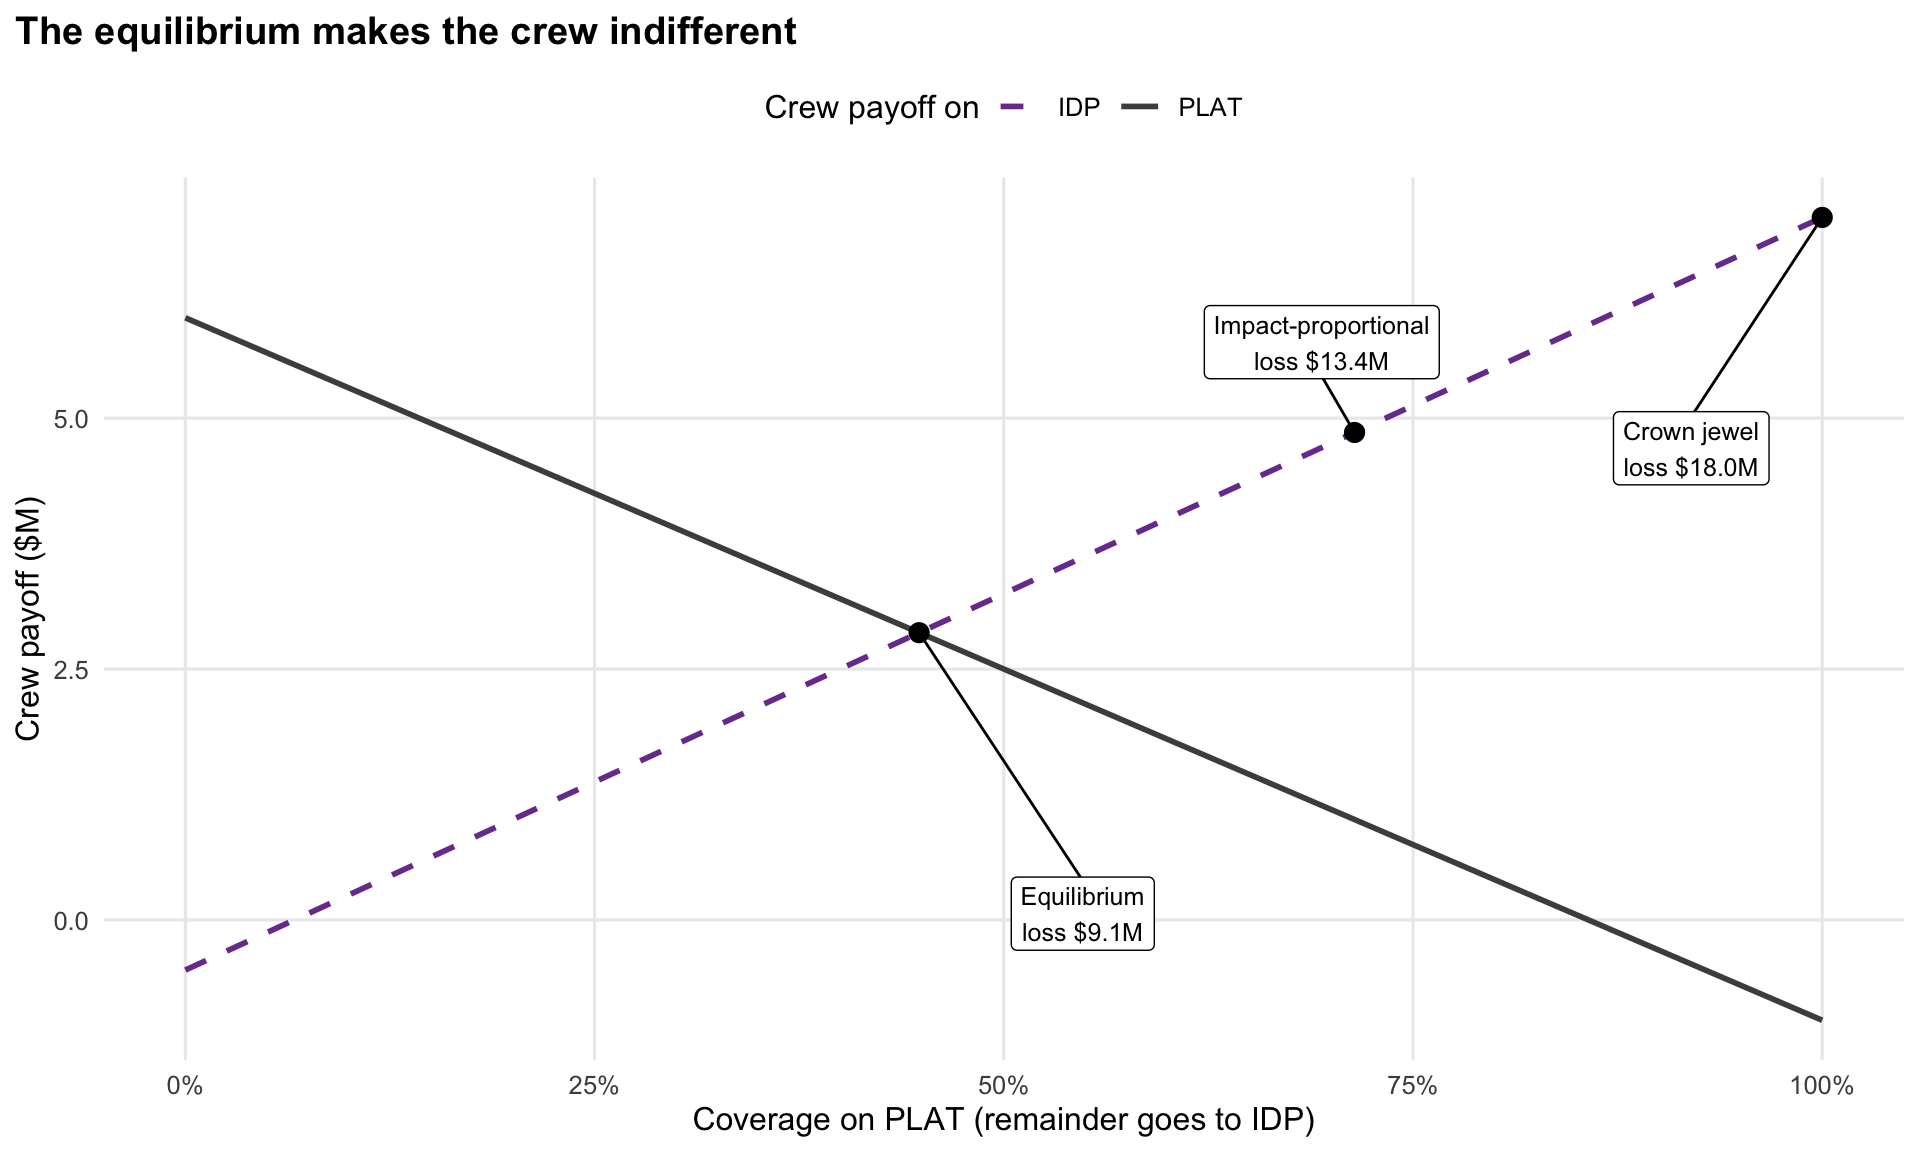 The equilibrium makes the crew indifferent
Crew payoff on IDP PLAT
Impact-proportional
loss $13.4M
Crown jewel
loss $18.0M
Equilibrium
loss $9.1M
5.0
2.5
0.0
Crew payoff ($M)
0% 25% 50% 75% 100%
Coverage on PLAT (remainder goes to IDP)